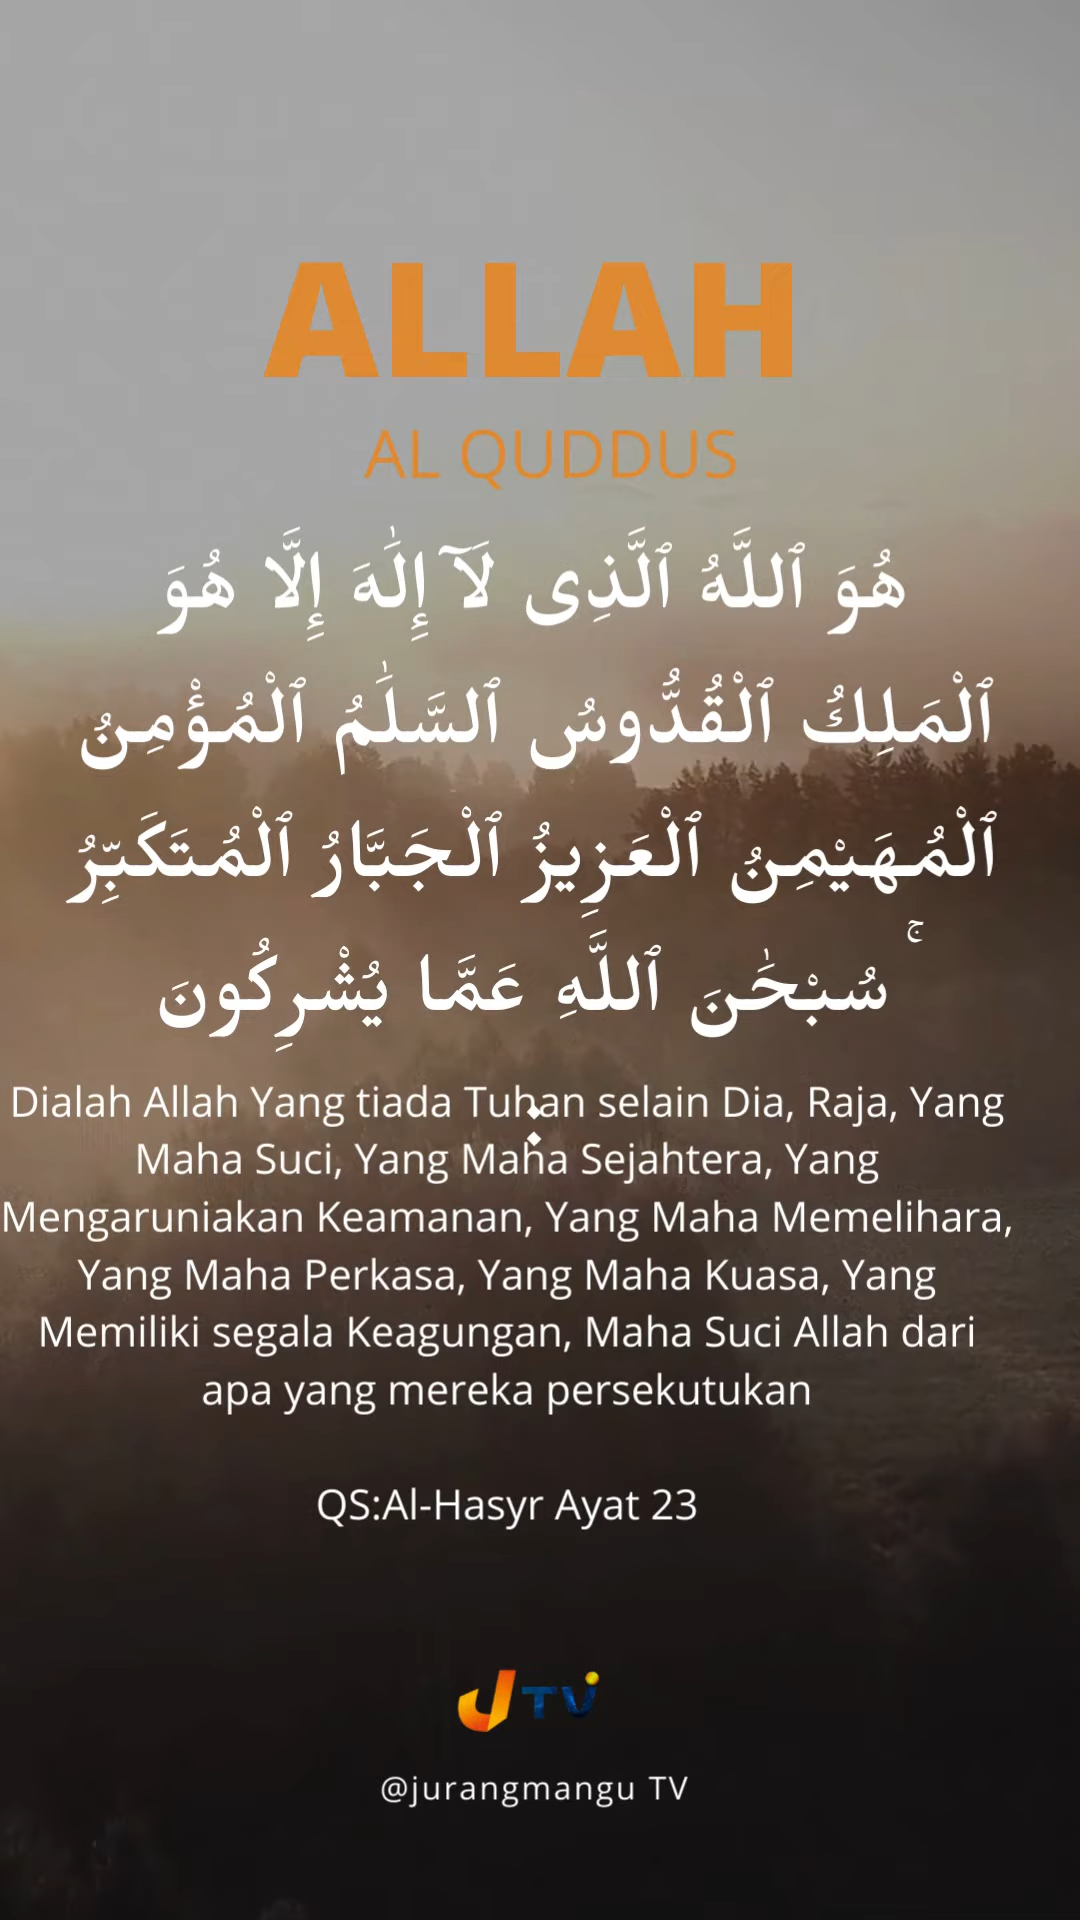 ALLAH
AL QUDDUS
هُوَ ٱللَّهُ ٱلَّذِى لَآ إِلَٰهَ إِلَّا هُوَ
ٱلْمَلِكُ ٱلْقُدُّوسُ ٱلسَّلَٰمُ ٱلْمُؤْمِنُ
ٱلْمُهَيْمِنُ ٱلْعَزِيزُ ٱلْجَبَّارُ ٱلْمُتَكَبِّرُ
ۚ سُبْحَٰنَ ٱللَّهِ عَمَّا يُشْرِكُونَ
Dialah Allah Yang tiada Tuhan selain Dia, Raja, Yang
Maha Suci, Yang Maha Sejahtera, Yang
Mengaruniakan Keamanan, Yang Maha Memelihara,
Yang Maha Perkasa, Yang Maha Kuasa, Yang
Memiliki segala Keagungan, Maha Suci Allah dari
apa yang mereka persekutukan
QS:Al-Hasyr Ayat 23
JTV
@jurangmangu TV